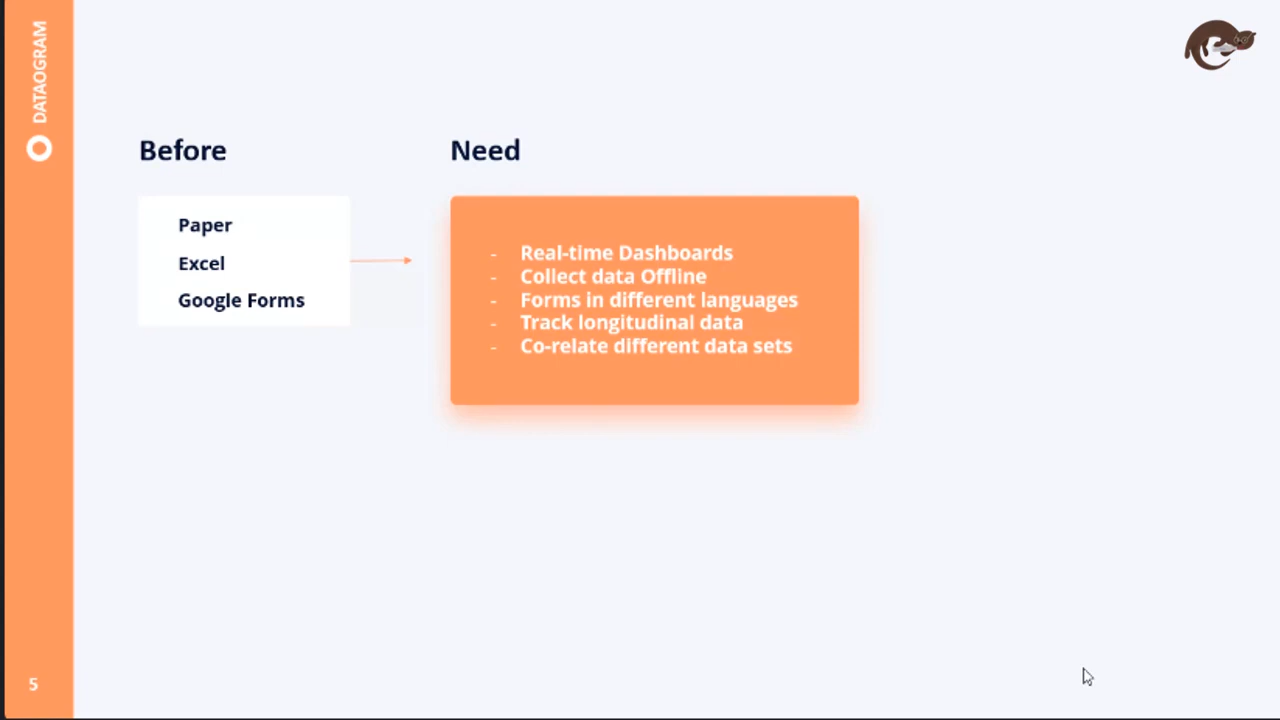 DATAOGRAM
Before
Need
Paper
Excel
Google Forms
- Real-time Dashboards
- Collect data Offline
- Forms in different languages
- Track longitudinal data
- Co-relate different data sets
5